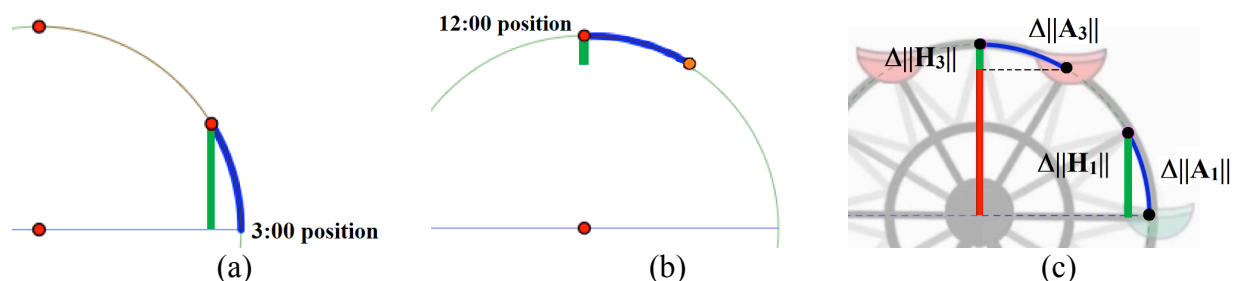 12:00 position
3:00 position
Δ||A₃||
Δ||H₃||
Δ||H₁||
Δ||A₁||
(a)
(b)
(c)